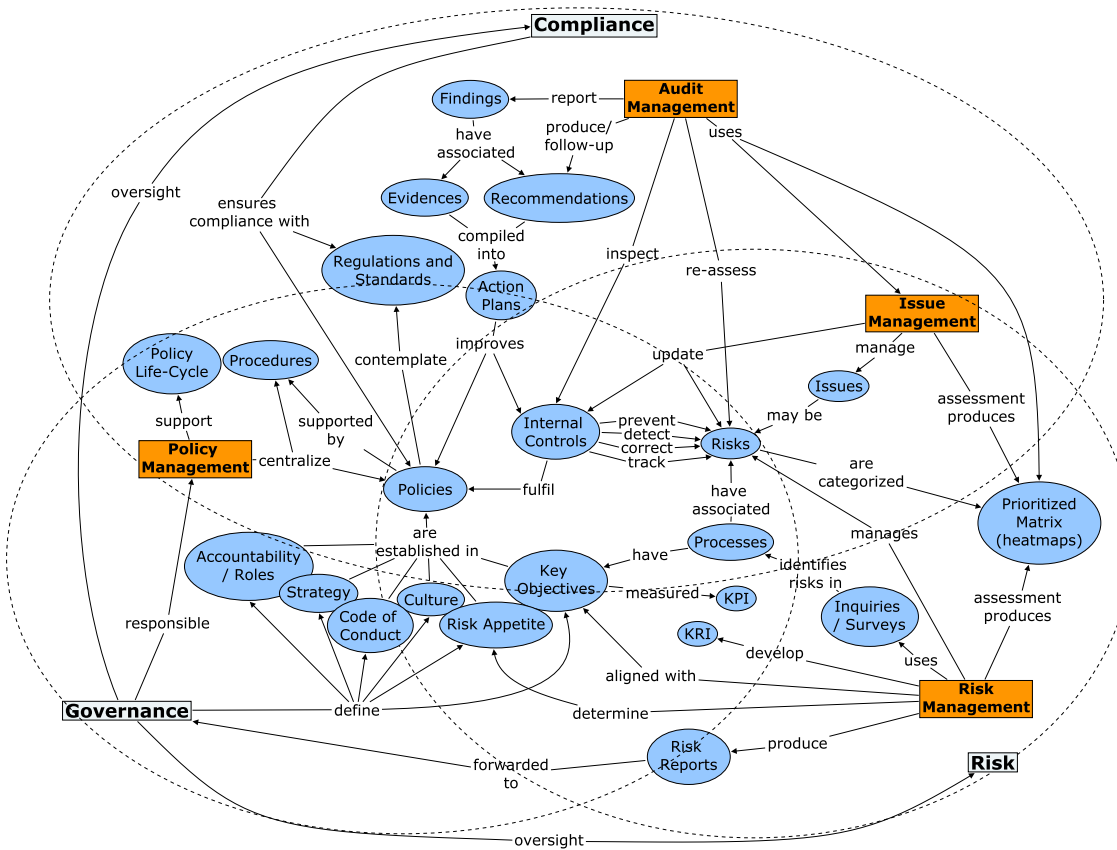 Compliance
Findings
report
Audit
Management
have
associated
produce/
follow-up
uses
oversight
Evidences
Recommendations
ensures
compliance with
compiled
into
inspect
re-assess
Regulations and
Standards
Action
Plans
Issue
Management
Policy
Life-Cycle
Procedures
contemplate
improves
update
manage
Issues
support
supported
by
Internal
Controls
prevent
detect
correct
track
Risks
may be
assessment
produces
Policy
Management
centralize
Policies
fulfil
are
categorized
have
associated
Prioritized
Matrix
(heatmaps)
are
established in
Accountability
/ Roles
Strategy
Code of
Conduct
Culture
Risk Appetite
Key
Objectives
have
Processes
manages
identifies
risks in
measured
KPI
Inquiries
/ Surveys
assessment
produces
responsible
KRI
develop
uses
aligned with
Governance
define
determine
Risk
Management
Risk
Reports
produce
forwarded
to
Risk
oversight